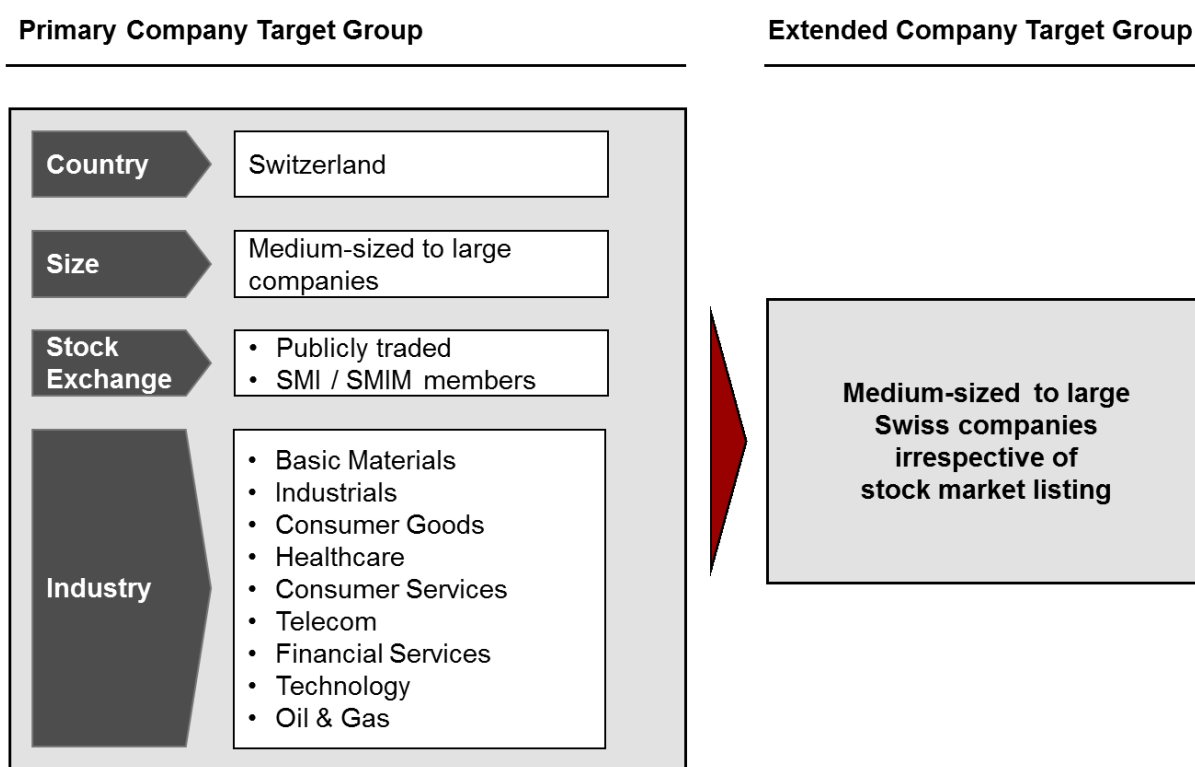 Primary Company Target Group
Extended Company Target Group
Country
Switzerland
Size
Medium-sized to large
companies
Stock
Exchange
• Publicly traded
• SMI / SMIM members
Industry
• Basic Materials
• Industrials
• Consumer Goods
• Healthcare
• Consumer Services
• Telecom
• Financial Services
• Technology
• Oil & Gas
Medium-sized to large
Swiss companies
irrespective of
stock market listing